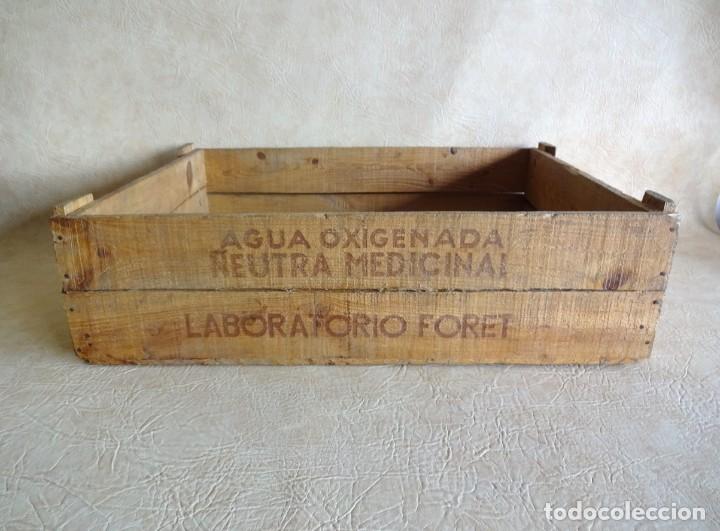 AGUA OXIGENADA
NEUTRA MEDICINAL
LABORATORIO FORET
todocoleccion